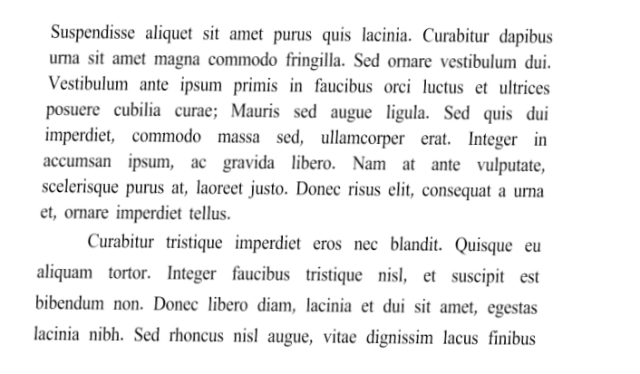 Suspendisse aliquet sit amet purus quis lacinia. Curabitur dapibus
urna sit amet magna commodo fringilla. Sed ornare vestibulum dui.
Vestibulum ante ipsum primis in faucibus orci luctus et ultrices
posuere cubilia curae; Mauris sed augue ligula. Sed quis dui
imperdiet, commodo massa sed, ullamcorper erat. Integer in
accumsan ipsum, ac gravida libero. Nam at ante vulputate,
scelerisque purus at, laoreet justo. Donec risus elit, consequat a urna
et, ornare imperdiet tellus.
Curabitur tristique imperdiet eros nec blandit. Quisque eu
aliquam tortor. Integer faucibus tristique nisl, et suscipit est
bibendum non. Donec libero diam, lacinia et dui sit amet, egestas
lacinia nibh. Sed rhoncus nisl augue, vitae dignissim lacus finibus